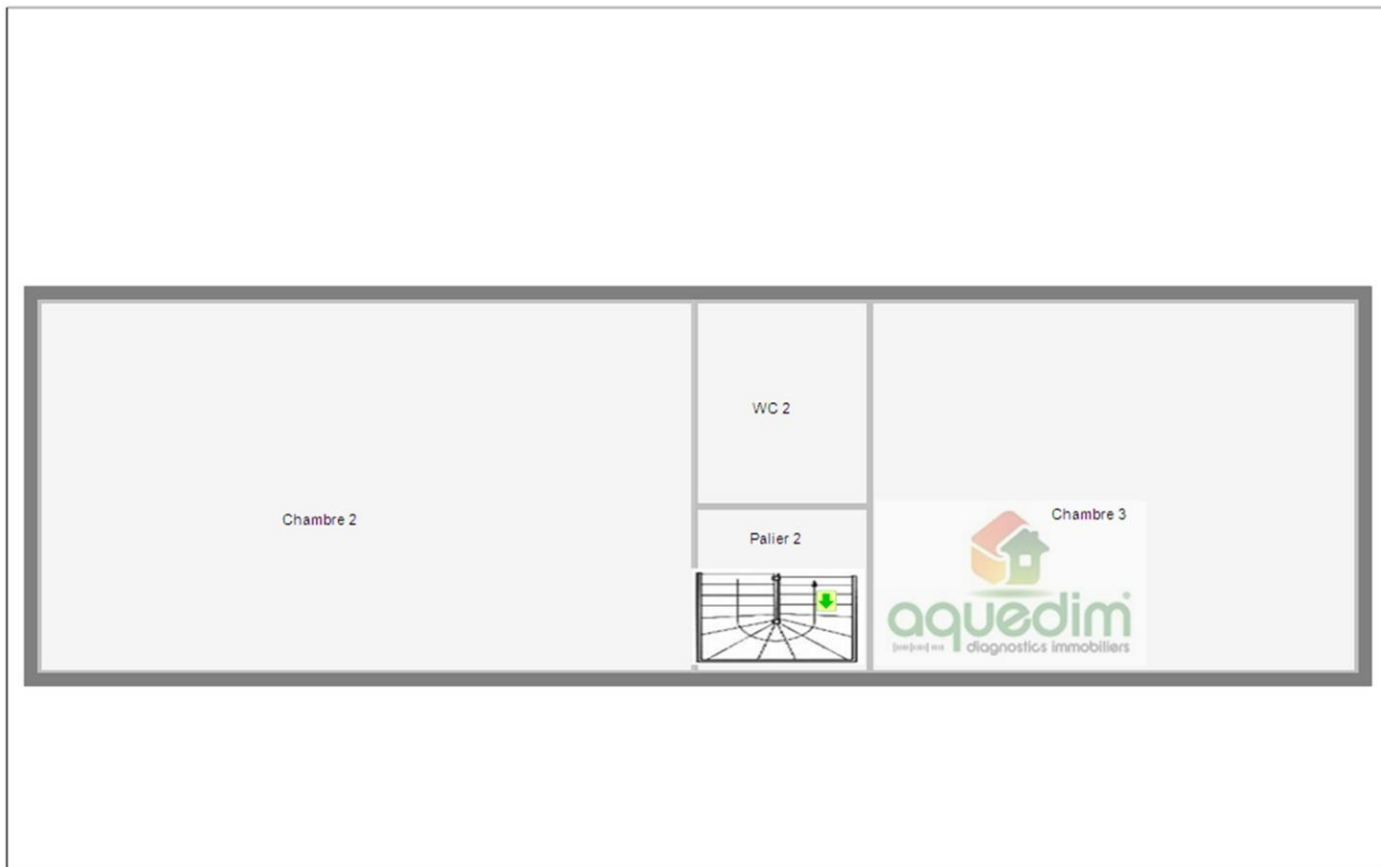 WC 2
Chambre 2
Palier 2
Chambre 3
aquedim
diagnostics immobiliers